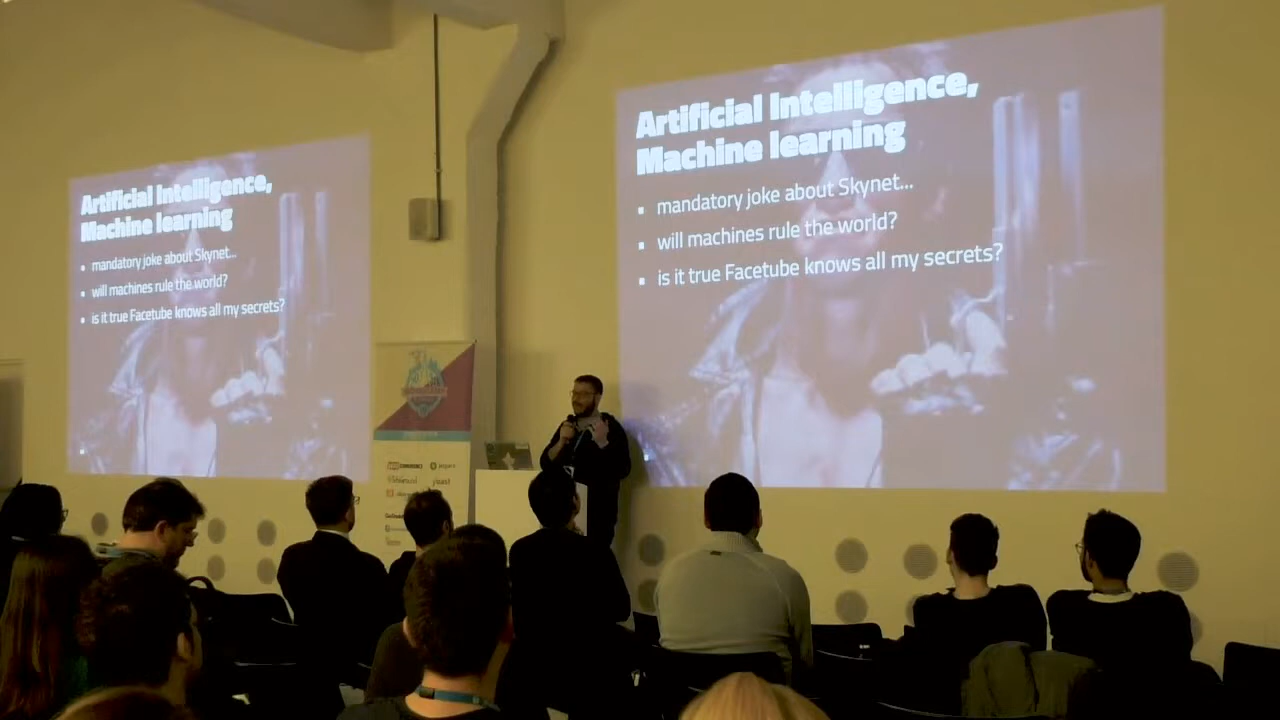 Artificial Intelligence,
Machine learning
mandatory joke about Skynet...
will machines rule the world?
is it true Facetube knows all my secrets?
Artificial Intelligence,
Machine learning
mandatory joke about Skynet...
will machines rule the world?
is it true Facetube knows all my secrets?